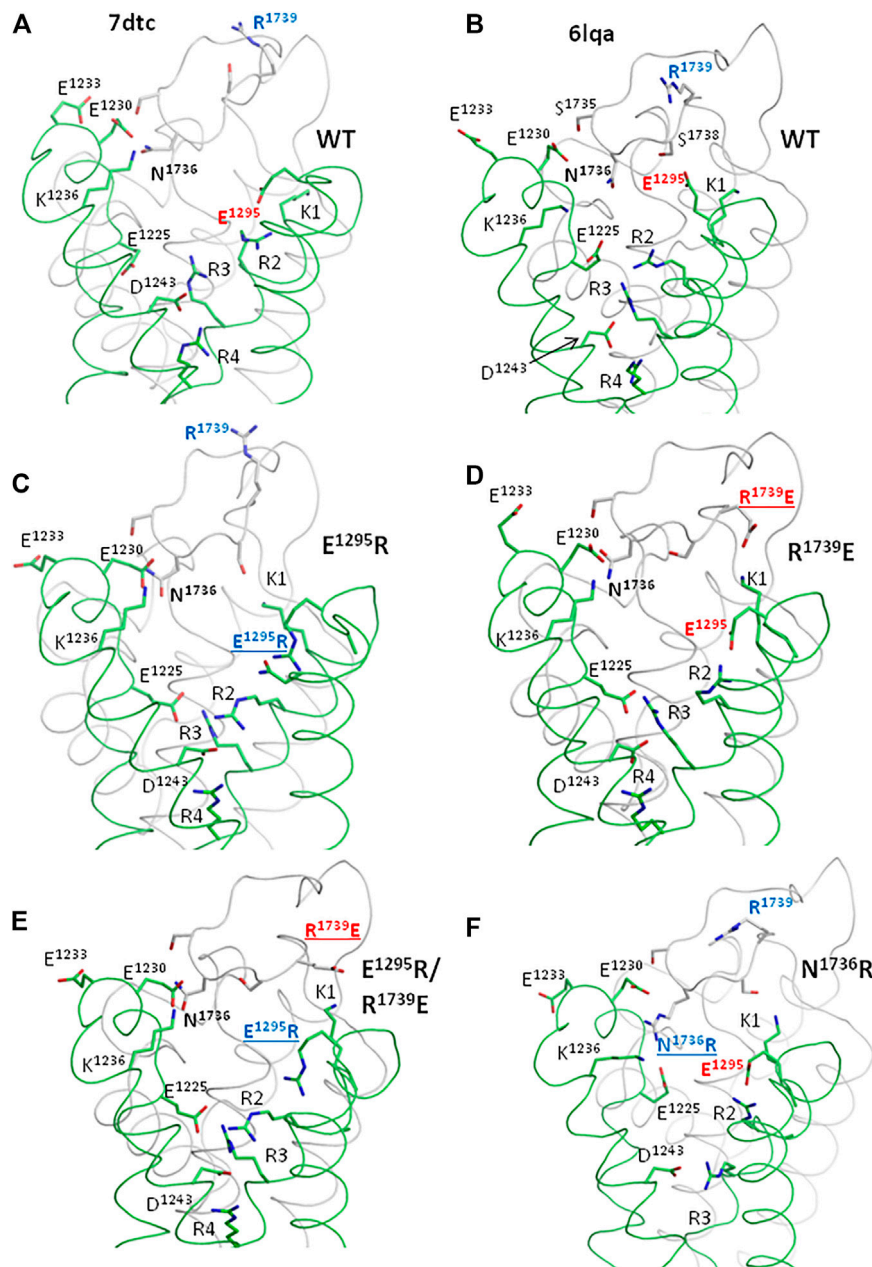 A
7dtc
R1739
E1233
E1230
WT
N1736
K1236
E1295
K1
E1225
R3
R2
D1243
R4
B
6lqa
R1739
E1233
S1735
WT
E1230
S1738
N1736
E1295
K1
K1236
E1225
R2
R3
D1243
R4
C
R1739
E1233
E1230
E1295R
K1
N1736
K1236
E1295R
E1225
R2
R3
D1243
R4
D
E1233
R1739E
E1230
R1739E
N1736
K1
K1236
E1295
E1225
R2
R3
D1243
R4
E
R1739E
E1233
E1230
E1295R/
R1739E
K1
N1736
E1295R
K1236
E1225
R2
R3
D1243
R4
F
R1739
E1233
E1230
N1736R
K1
K1236
N1736R
E1295
E1225
R2
D1243
R3